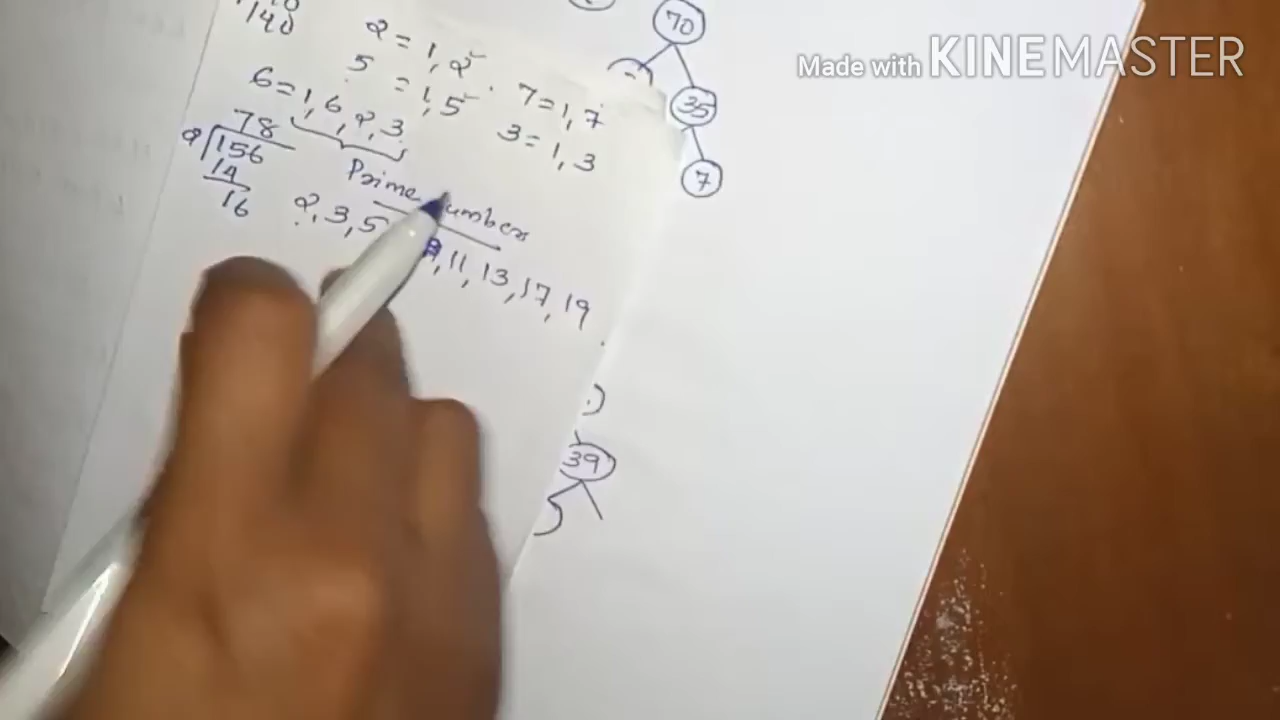 140
2 = 1, 2
5 = 1, 5
6 = 1, 6, 2, 3
7 = 1, 7
3 = 1, 3
78
2 156
14
16
Prime numbers
2, 3, 5
, 11, 13, 17, 19
70
35
7
39
Made with KINEMASTER